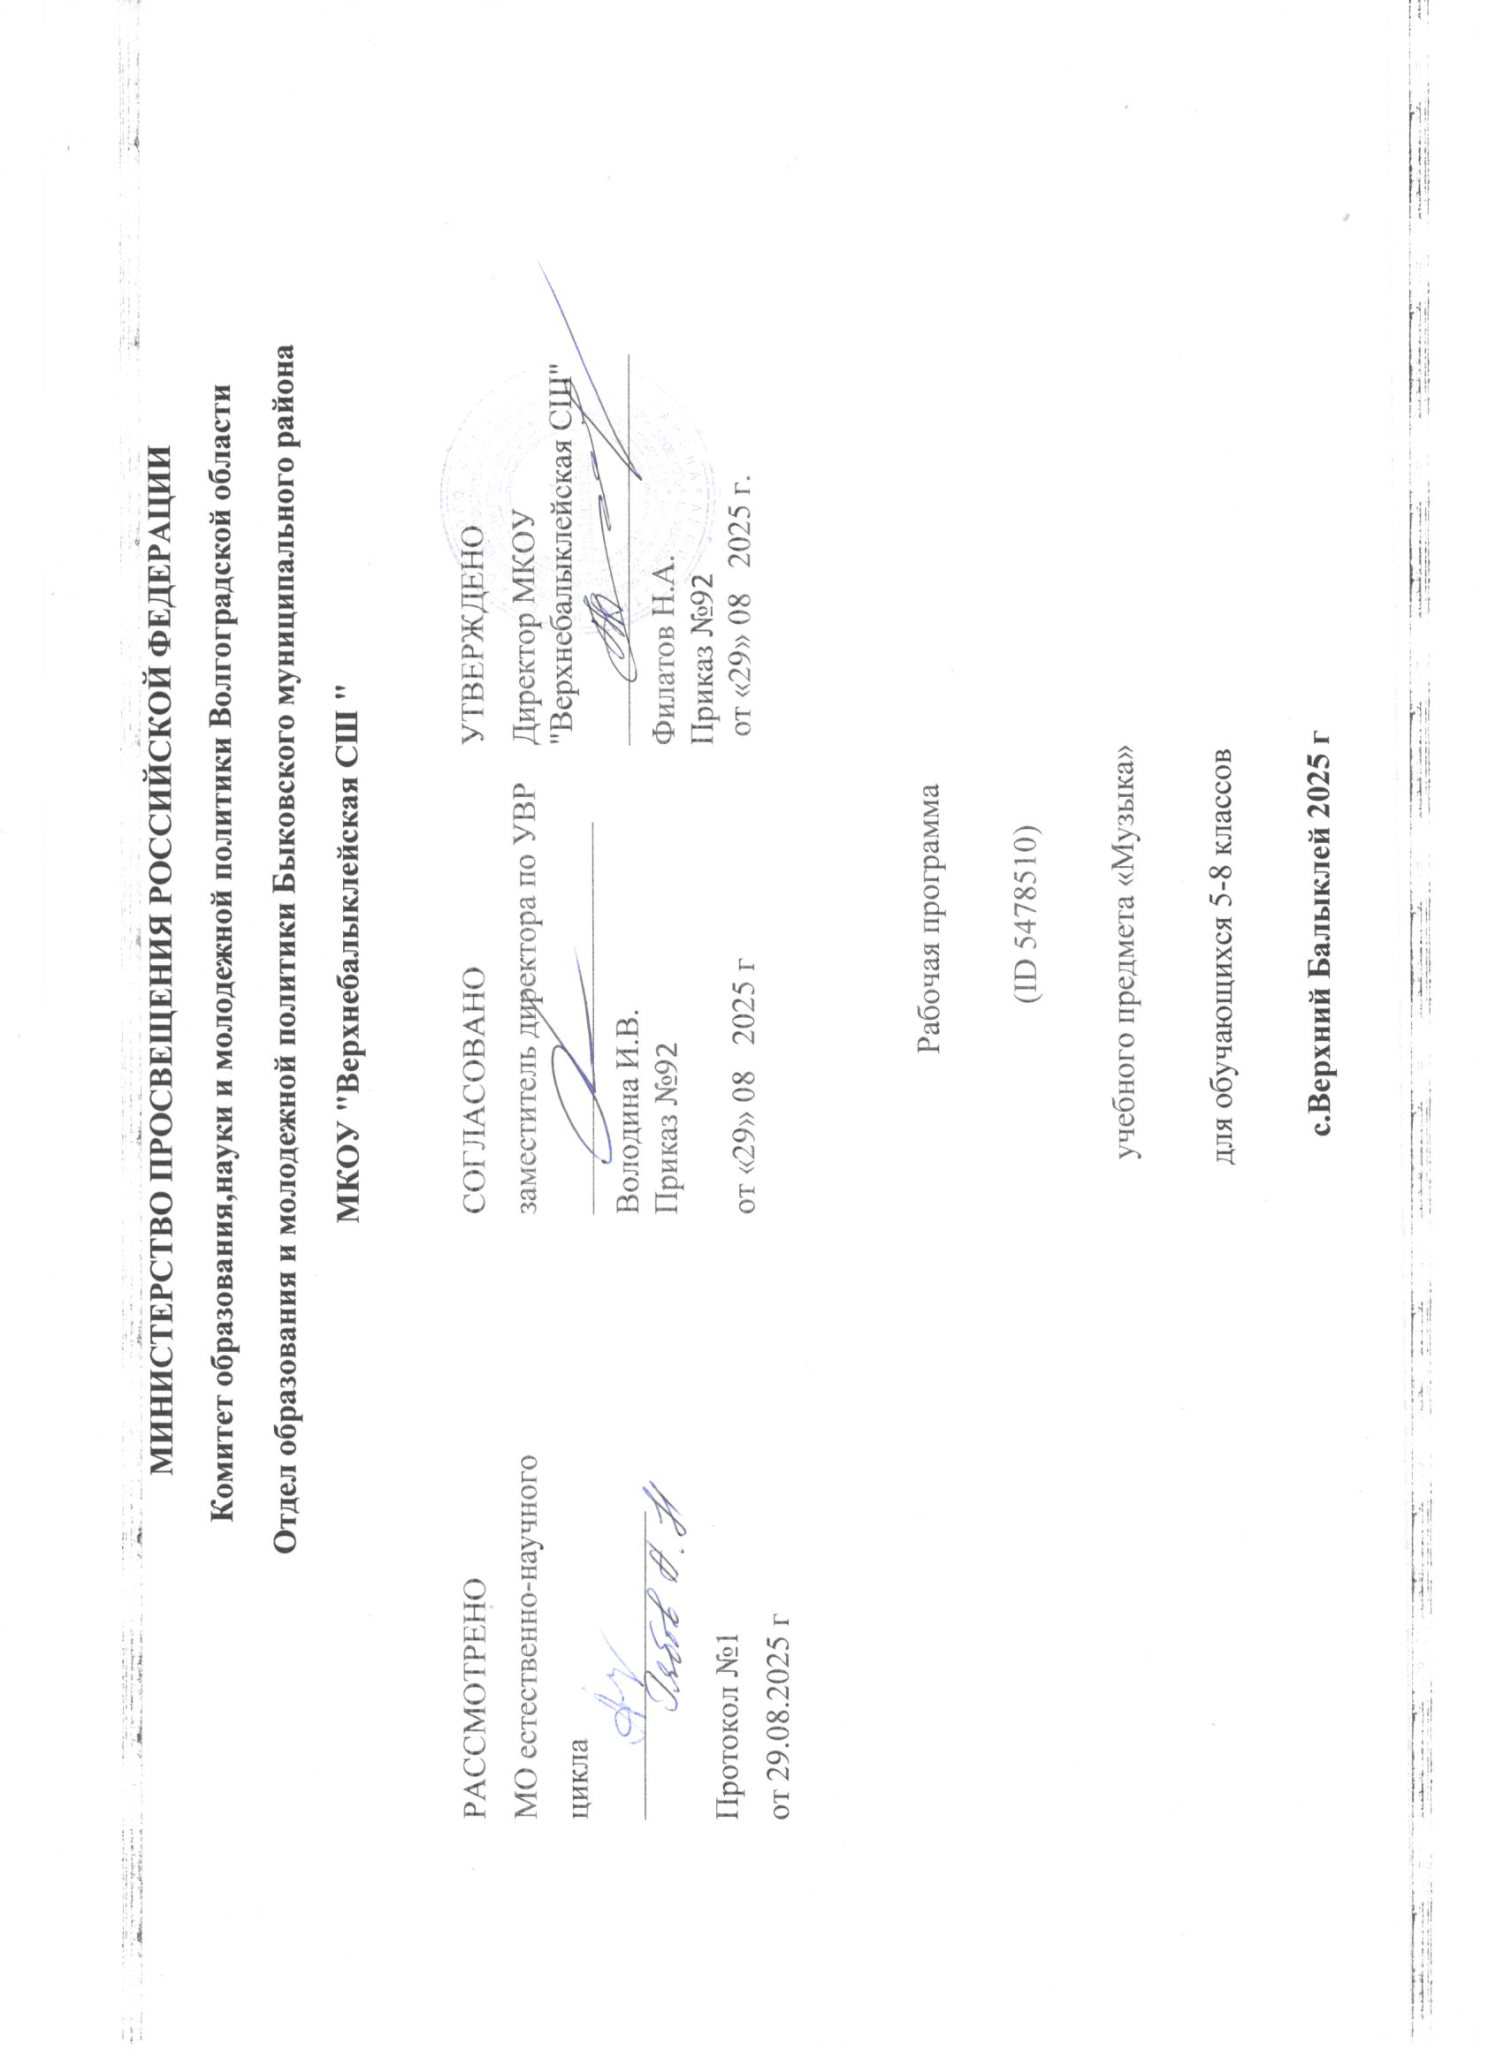 МИНИСТЕРСТВО ПРОСВЕЩЕНИЯ РОССИЙСКОЙ ФЕДЕРАЦИИ
Комитет образования,науки и молодежной политики Волгоградской области
Отдел образования и молодежной политики Быковского муниципального района
МКОУ "Верхнебалыклейская СШ "
РАССМОТРЕНО
МО естественно-научного
цикла
Протокол №1
от 29.08.2025 г
СОГЛАСОВАНО
заместитель директора по УВР
Володина И.В.
Приказ №92
от «29» 08 2025 г
УТВЕРЖДЕНО
Директор МКОУ
"Верхнебалыклейская СШ"
Филатов Н.А.
Приказ №92
от «29» 08 2025 г.
Рабочая программа
(ID 5478510)
учебного предмета «Музыка»
для обучающихся 5-8 классов
с.Верхний Балыклей 2025 г